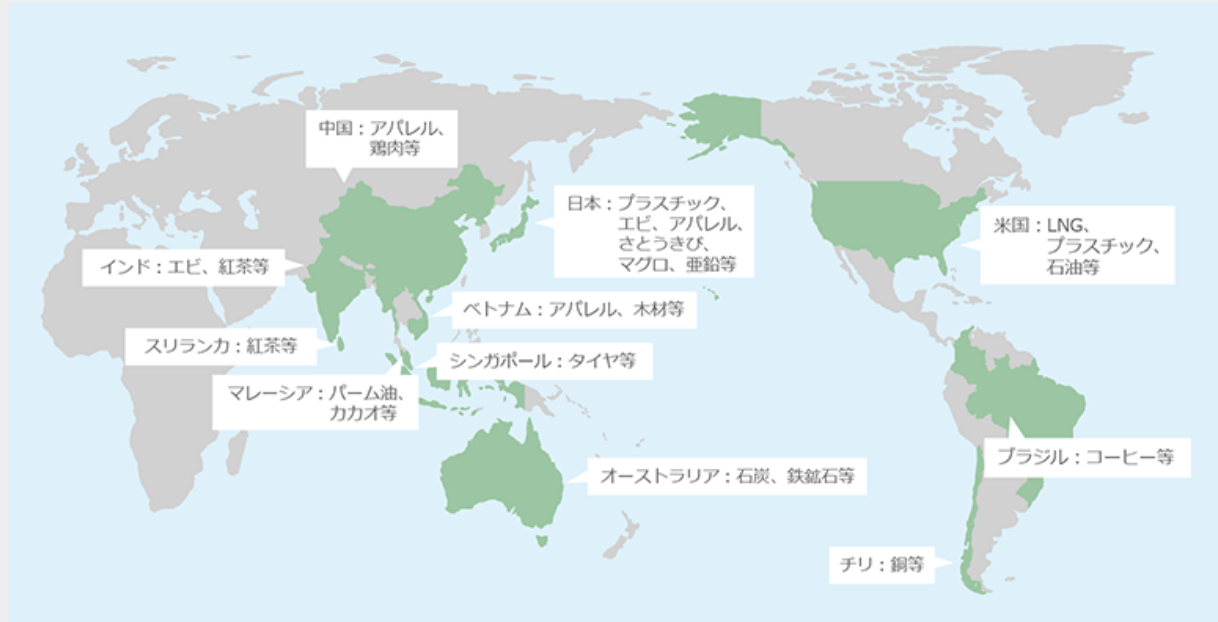 中国：アパレル、
鶏肉等
日本：プラスチック、
エビ、アパレル、
さとうきび、
マグロ、亜鉛等
米国：LNG、
プラスチック、
石油等
インド：エビ、紅茶等
ベトナム：アパレル、木材等
スリランカ：紅茶等
シンガポール：タイヤ等
マレーシア：パーム油、
カカオ等
ブラジル：コーヒー等
オーストラリア：石炭、鉄鉱石等
チリ：銅等